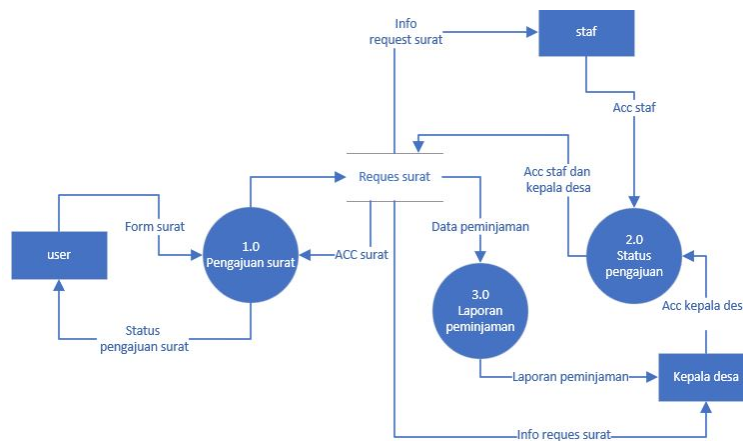 Info
request surat
staf
Acc staf
Reques surat
Acc staf dan
kepala desa
Form surat
user
1.0
Pengajuan surat
ACC surat
Data peminjaman
2.0
Status
pengajuan
3.0
Laporan
peminjaman
Acc kepala des
Status
pengajuan surat
Laporan peminjaman
Kepala desa
Info reques surat